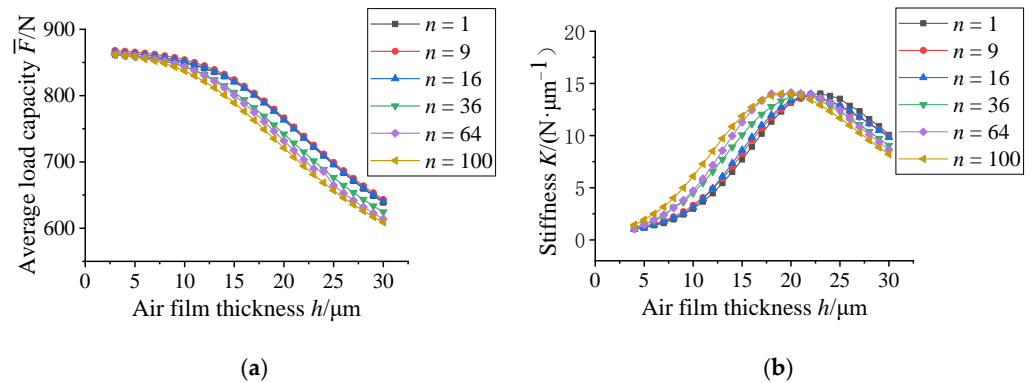 Average load capacity F̅/N
900
800
700
600
0 5 10 15 20 25 30
Air film thickness h/μm
n = 1
n = 9
n = 16
n = 36
n = 64
n = 100
(a)
Stiffness K/(N·μm⁻¹)
20
15
10
5
0
0 5 10 15 20 25 30
Air film thickness h/μm
n = 1
n = 9
n = 16
n = 36
n = 64
n = 100
(b)